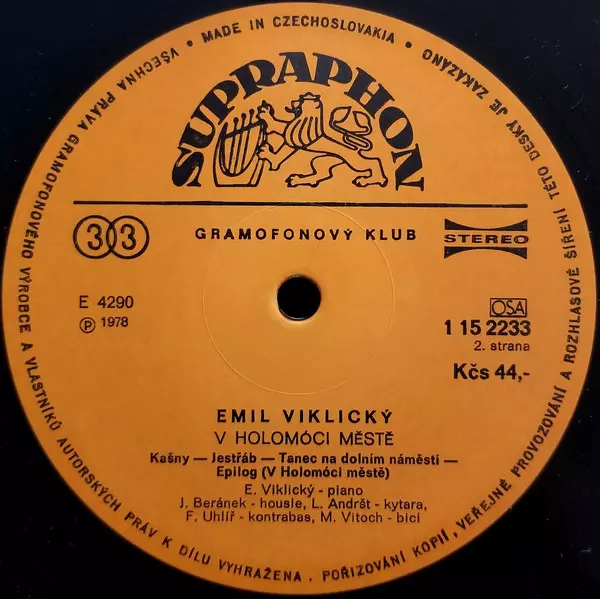 VŠECHNA PRÁVA GRAMOFONOVÉHO VÝROBCE A VLASTNÍKŮ AUTORSKÝCH PRÁV K DÍLU VYHRAŽENA . POŘIZOVÁNÍ KOPIÍ, VEŘEJNÉ PROVOZOVÁNÍ A ROZHLASOVÉ ŠÍŘENÍ TÉTO DESKY JE ZAKÁZÁNO
• MADE IN CZECHOSLOVAKIA •
SUPRAPHON
33
GRAMOFONOVÝ KLUB
STEREO
E 4290
Ⓟ 1978
OSA
1 15 2233
2. strana
Kčs 44,-
EMIL VIKLICKÝ
V HOLOMÓCI MĚSTĚ
Kašny — Jestřáb — Tanec na dolním náměstí —
Epilog (V Holomóci městě)
E. Viklický - piano
J. Beránek - housle, L. Andršt - kytara,
F. Uhlíř - kontrabas, M. Vitoch - bicí